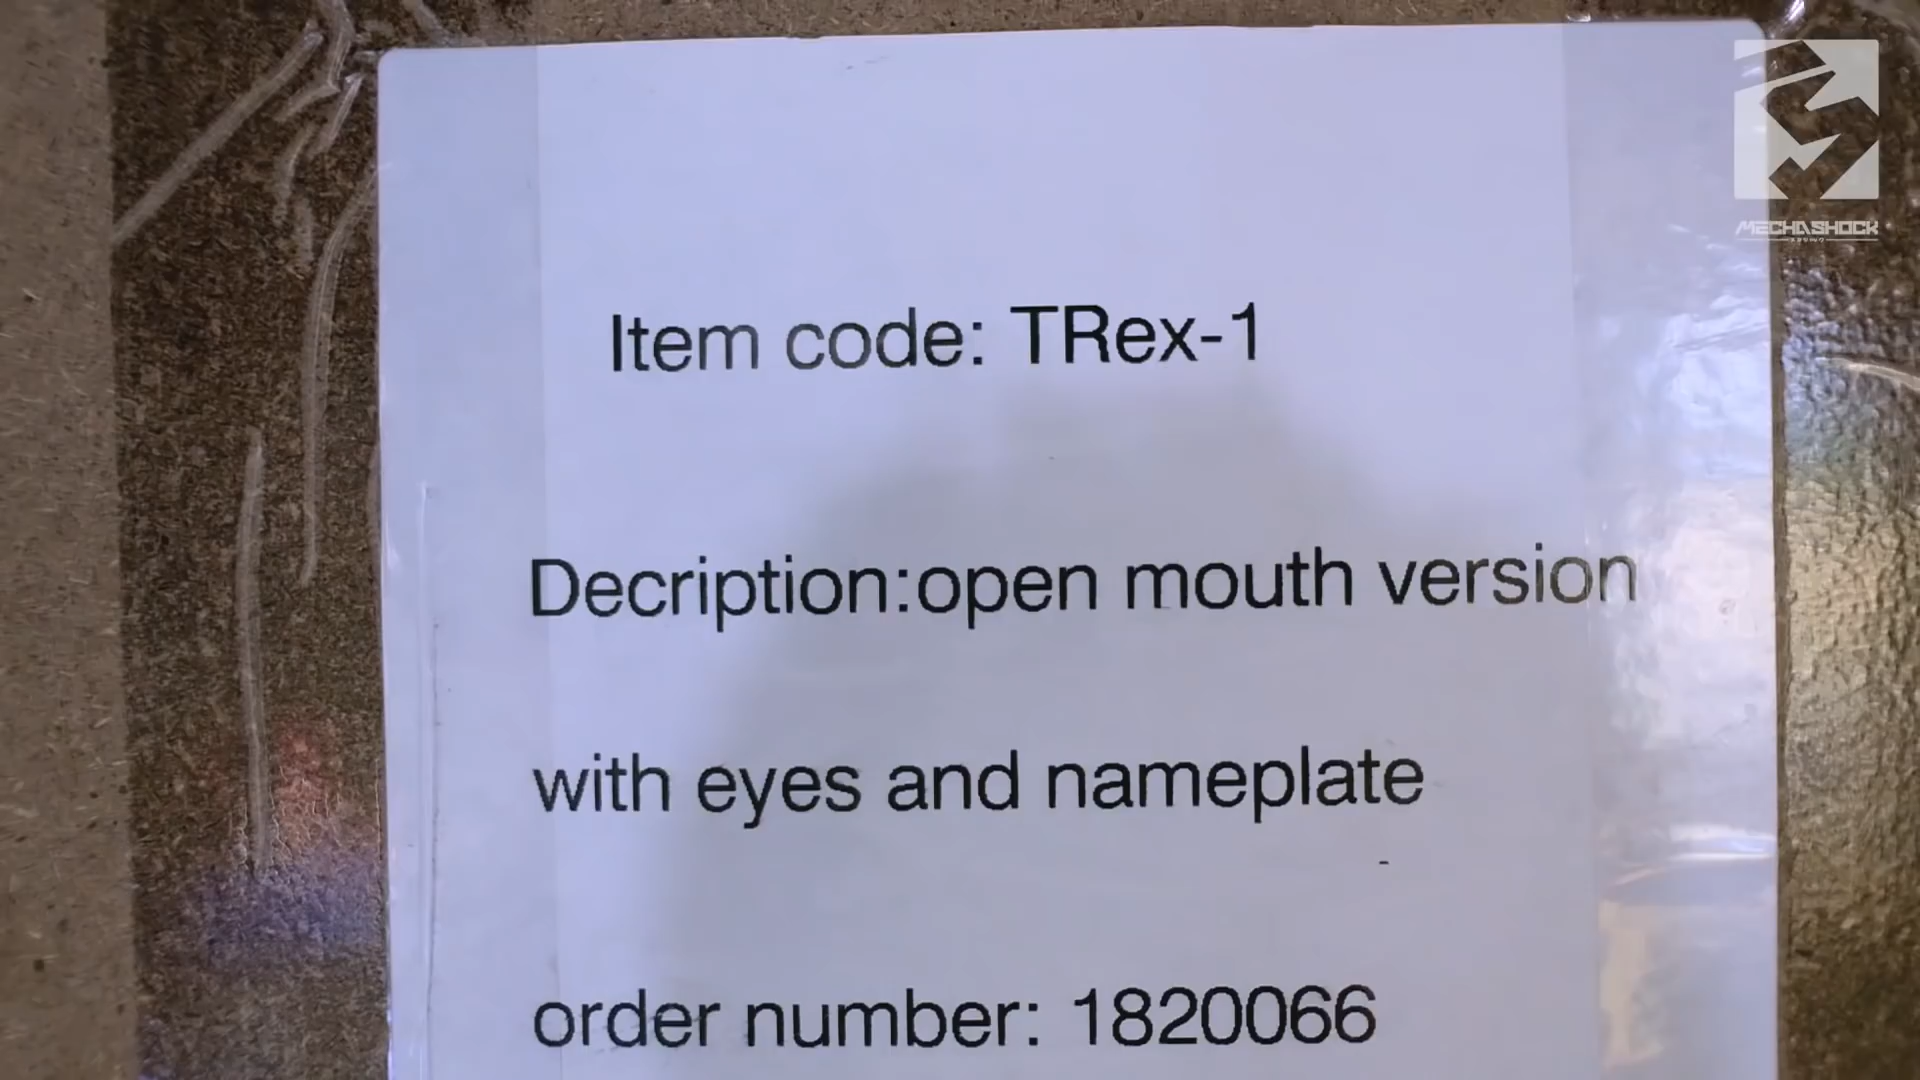 MECHASHOCK
Item code: TRex-1
Decription:open mouth version
with eyes and nameplate
order number: 1820066